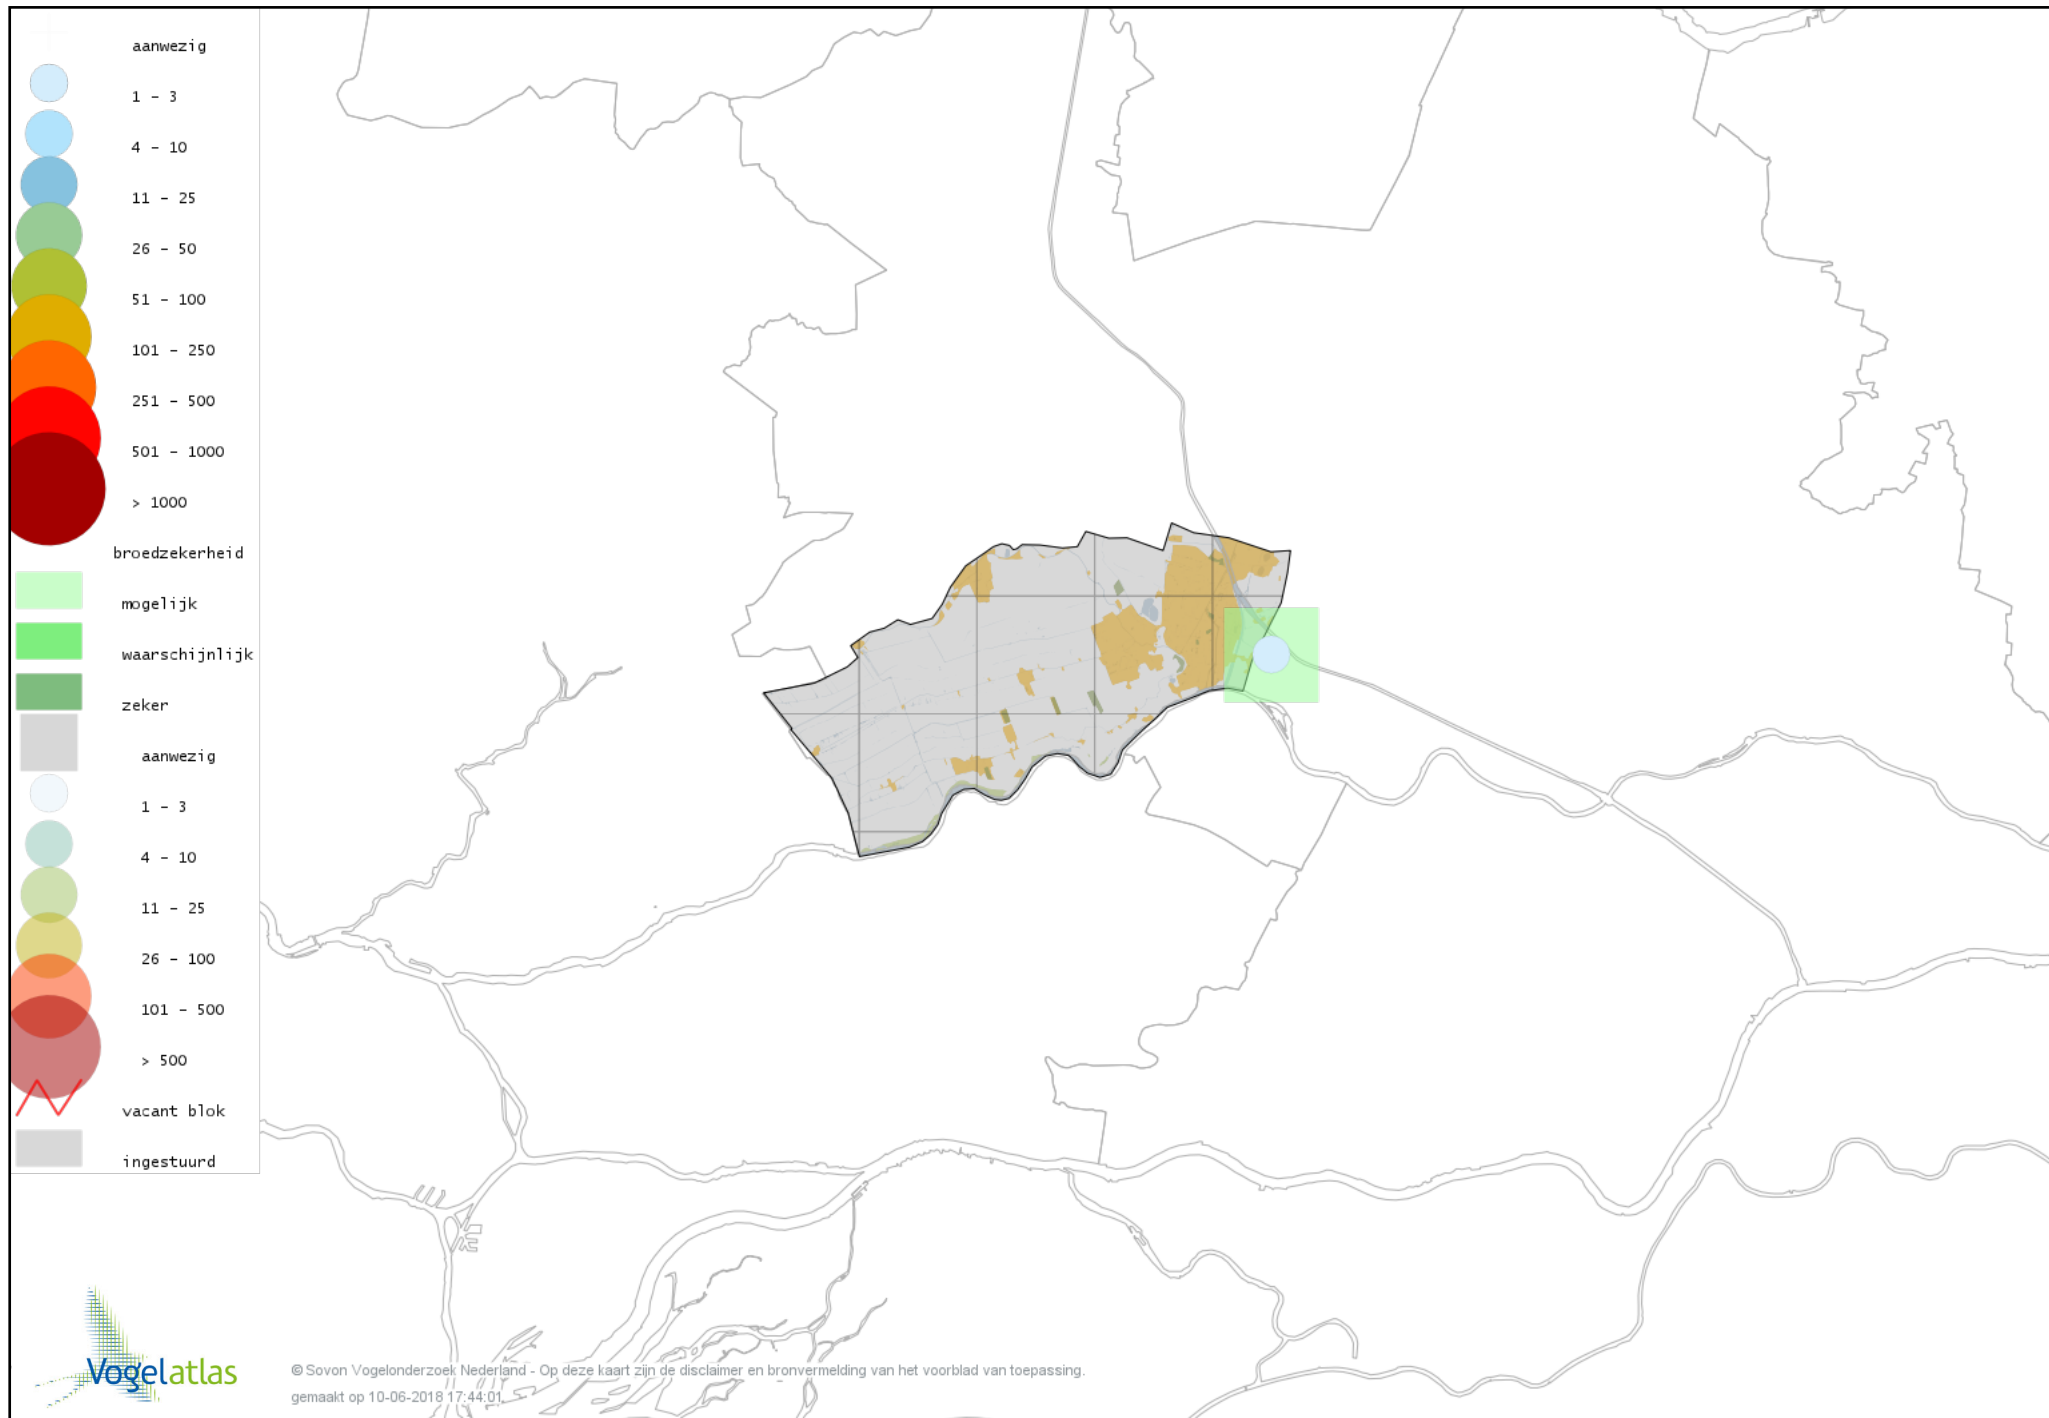 aanwezig
1 - 3
4 - 10
11 - 25
26 - 50
51 - 100
101 - 250
251 - 500
501 - 1000
> 1000
broedzekerheid
mogelijk
waarschijnlijk
zeker
aanwezig
1 - 3
4 - 10
11 - 25
26 - 100
101 - 500
> 500
vacant blok
ingestuurd
Vogelatlas
© Sovon Vogelonderzoek Nederland - Op deze kaart zijn de disclaimer en bronvermelding van het voorblad van toepassing.
gemaakt op 10-06-2018 17:44:01